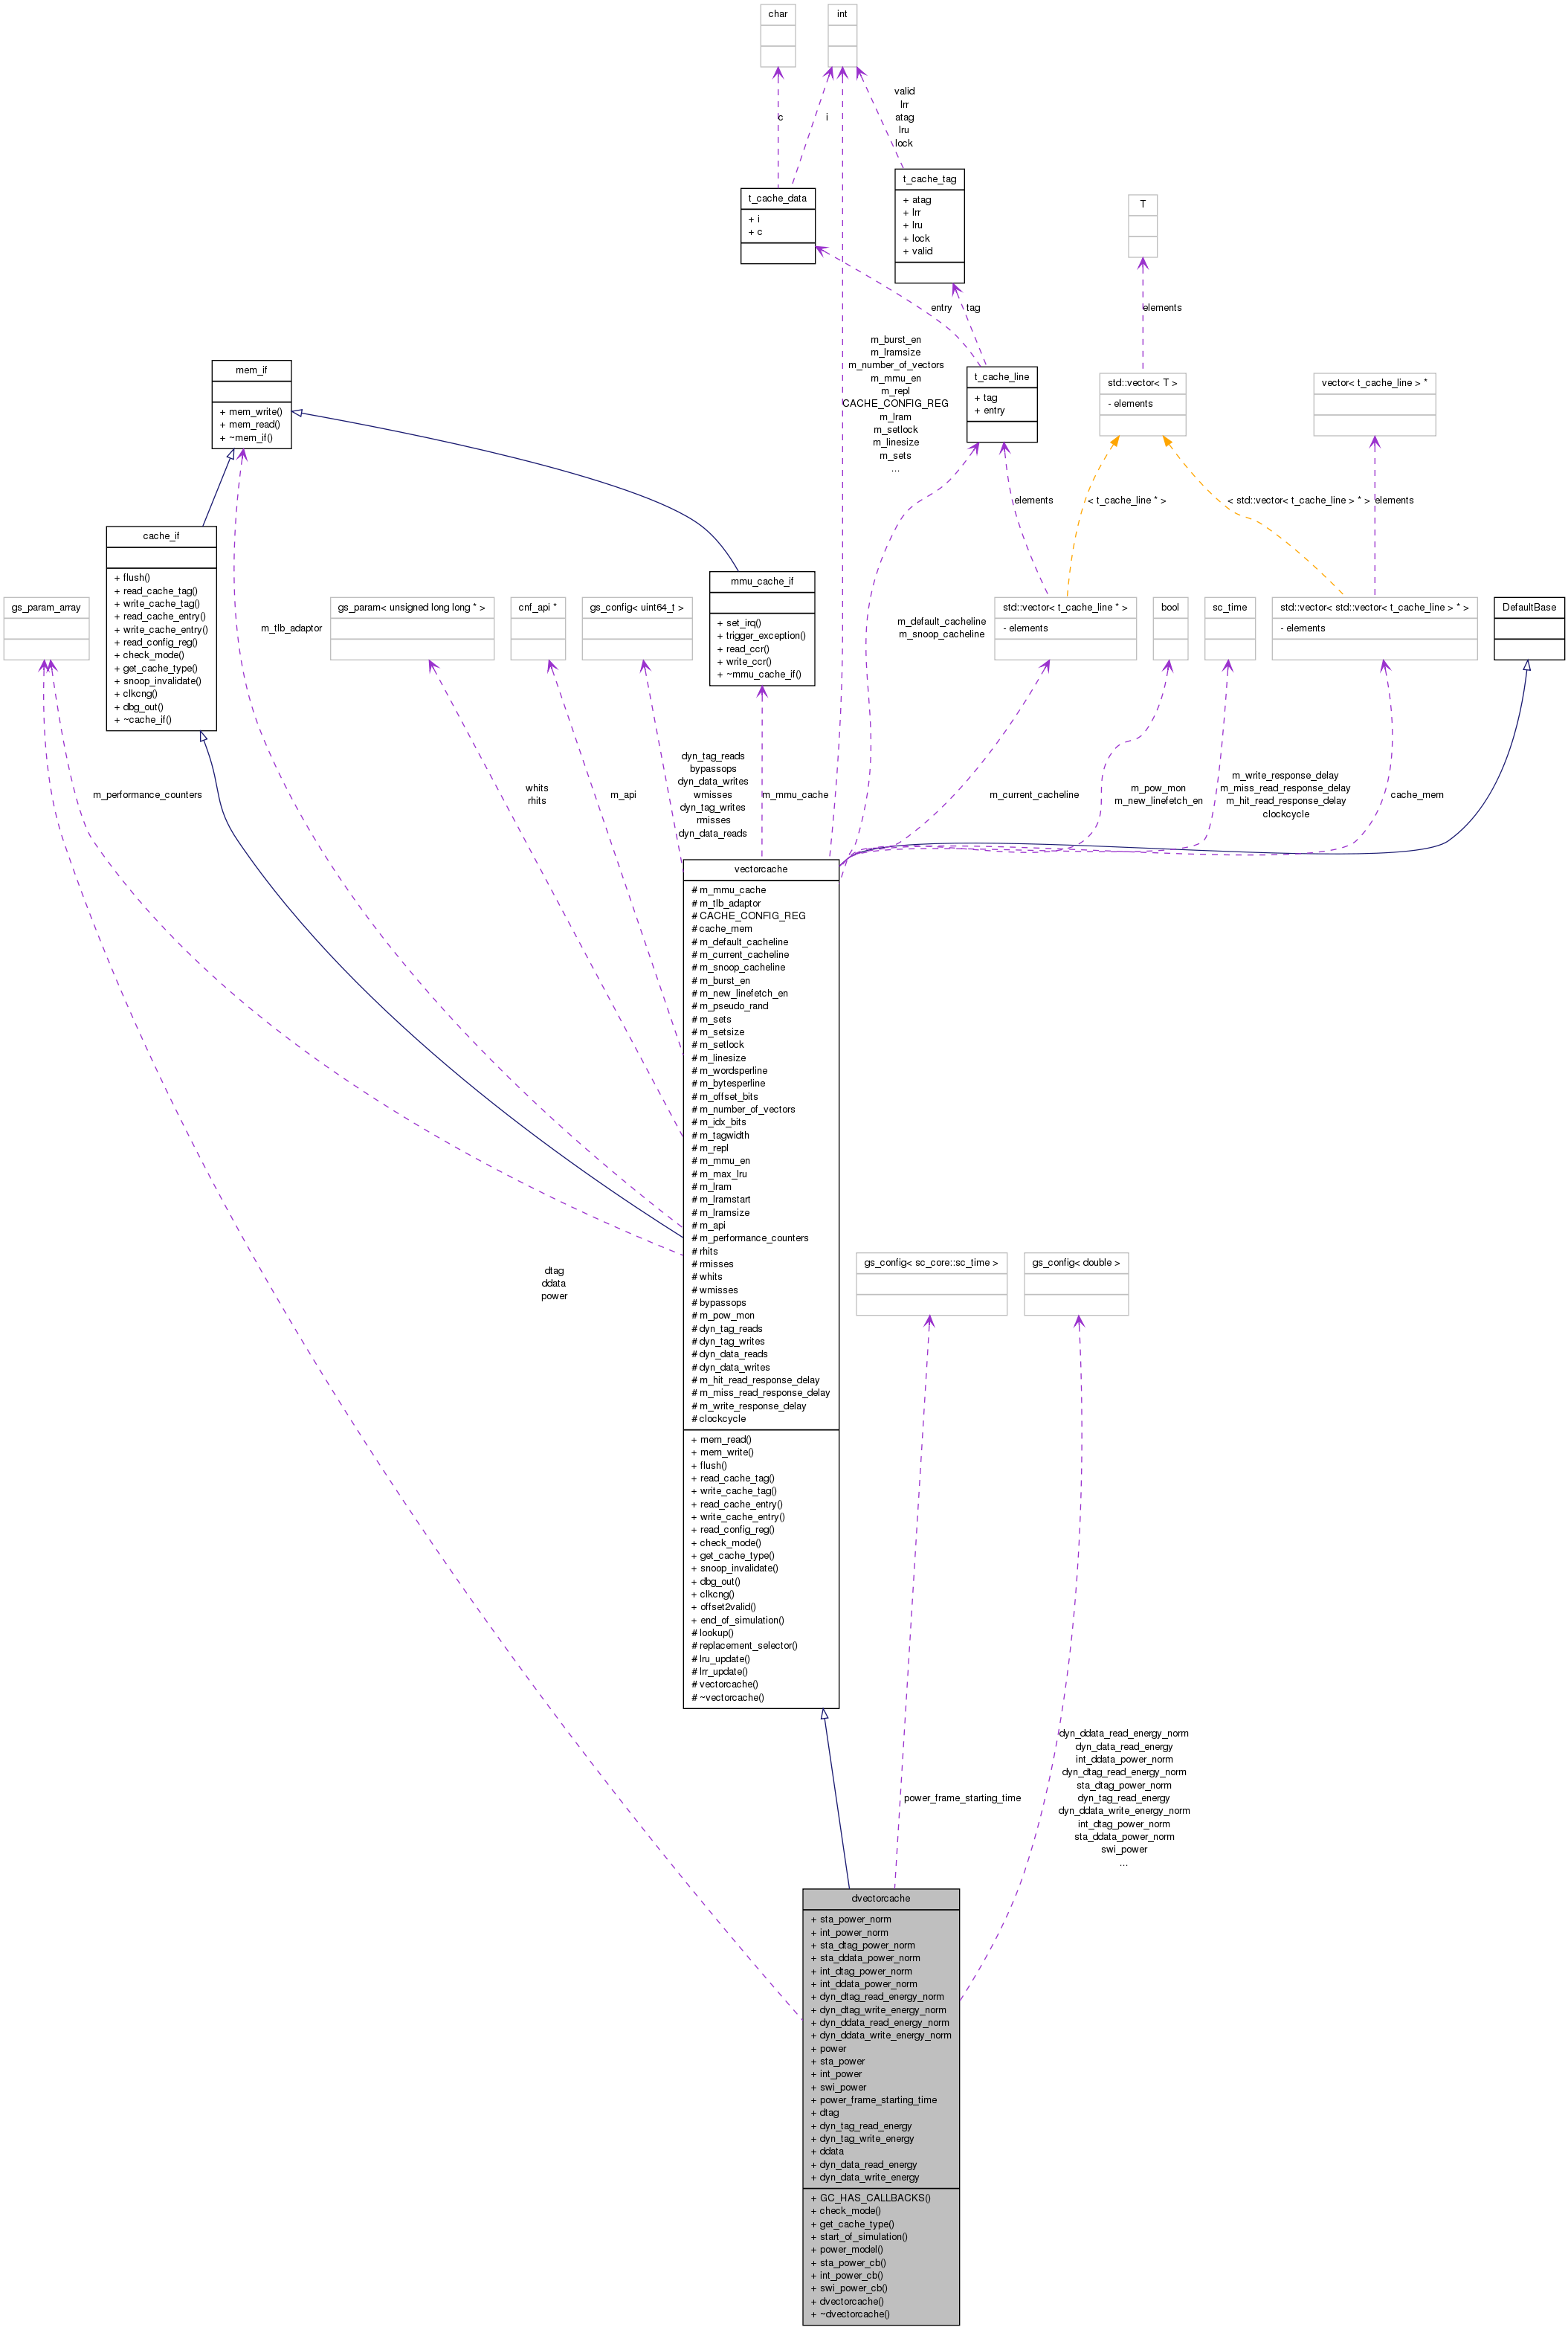 char
int
c
i
valid
lrr
atag
lru
lock
t_cache_data
+ i
+ c
t_cache_tag
+ atag
+ lrr
+ lru
+ lock
+ valid
T
entry
tag
elements
m_burst_en
m_lramsize
m_number_of_vectors
m_mmu_en
m_repl
CACHE_CONFIG_REG
m_lram
m_setlock
m_linesize
m_sets
...
mem_if
+ mem_write()
+ mem_read()
+ ~mem_if()
t_cache_line
+ tag
+ entry
std::vector< T >
- elements
vector< t_cache_line > *
elements
< t_cache_line * >
< std::vector< t_cache_line > * >
elements
cache_if
+ flush()
+ read_cache_tag()
+ write_cache_tag()
+ read_cache_entry()
+ write_cache_entry()
+ read_config_reg()
+ check_mode()
+ get_cache_type()
+ snoop_invalidate()
+ clkcng()
+ dbg_out()
+ ~cache_if()
gs_param_array
m_tlb_adaptor
gs_param< unsigned long long * >
cnf_api *
gs_config< uint64_t >
mmu_cache_if
+ set_irq()
+ trigger_exception()
+ read_ccr()
+ write_ccr()
+ ~mmu_cache_if()
m_default_cacheline
m_snoop_cacheline
std::vector< t_cache_line * >
- elements
bool
sc_time
std::vector< std::vector< t_cache_line > * >
- elements
DefaultBase
m_performance_counters
whits
rhits
m_api
dyn_tag_reads
bypassops
dyn_data_writes
wmisses
dyn_tag_writes
rmisses
dyn_data_reads
m_mmu_cache
m_current_cacheline
m_pow_mon
m_new_linefetch_en
m_write_response_delay
m_miss_read_response_delay
m_hit_read_response_delay
clockcycle
cache_mem
vectorcache
# m_mmu_cache
# m_tlb_adaptor
# CACHE_CONFIG_REG
# cache_mem
# m_default_cacheline
# m_current_cacheline
# m_snoop_cacheline
# m_burst_en
# m_new_linefetch_en
# m_pseudo_rand
# m_sets
# m_setsize
# m_setlock
# m_linesize
# m_wordsperline
# m_bytesperline
# m_offset_bits
# m_number_of_vectors
# m_idx_bits
# m_tagwidth
# m_repl
# m_mmu_en
# m_max_lru
# m_lram
# m_lramstart
# m_lramsize
# m_api
# m_performance_counters
# rhits
# rmisses
# whits
# wmisses
# bypassops
# m_pow_mon
# dyn_tag_reads
# dyn_tag_writes
# dyn_data_reads
# dyn_data_writes
# m_hit_read_response_delay
# m_miss_read_response_delay
# m_write_response_delay
# clockcycle
+ mem_read()
+ mem_write()
+ flush()
+ read_cache_tag()
+ write_cache_tag()
+ read_cache_entry()
+ write_cache_entry()
+ read_config_reg()
+ check_mode()
+ get_cache_type()
+ snoop_invalidate()
+ dbg_out()
+ clkcng()
+ offset2valid()
+ end_of_simulation()
# lookup()
# replacement_selector()
# lru_update()
# lrr_update()
# vectorcache()
# ~vectorcache()
dtag
ddata
power
gs_config< sc_core::sc_time >
gs_config< double >
power_frame_starting_time
dyn_ddata_read_energy_norm
dyn_data_read_energy
int_ddata_power_norm
dyn_dtag_read_energy_norm
sta_dtag_power_norm
dyn_tag_read_energy
dyn_ddata_write_energy_norm
int_dtag_power_norm
sta_ddata_power_norm
swi_power
...
dvectorcache
+ sta_power_norm
+ int_power_norm
+ sta_dtag_power_norm
+ sta_ddata_power_norm
+ int_dtag_power_norm
+ int_ddata_power_norm
+ dyn_dtag_read_energy_norm
+ dyn_dtag_write_energy_norm
+ dyn_ddata_read_energy_norm
+ dyn_ddata_write_energy_norm
+ power
+ sta_power
+ int_power
+ swi_power
+ power_frame_starting_time
+ dtag
+ dyn_tag_read_energy
+ dyn_tag_write_energy
+ ddata
+ dyn_data_read_energy
+ dyn_data_write_energy
+ GC_HAS_CALLBACKS()
+ check_mode()
+ get_cache_type()
+ start_of_simulation()
+ power_model()
+ sta_power_cb()
+ int_power_cb()
+ swi_power_cb()
+ dvectorcache()
+ ~dvectorcache()